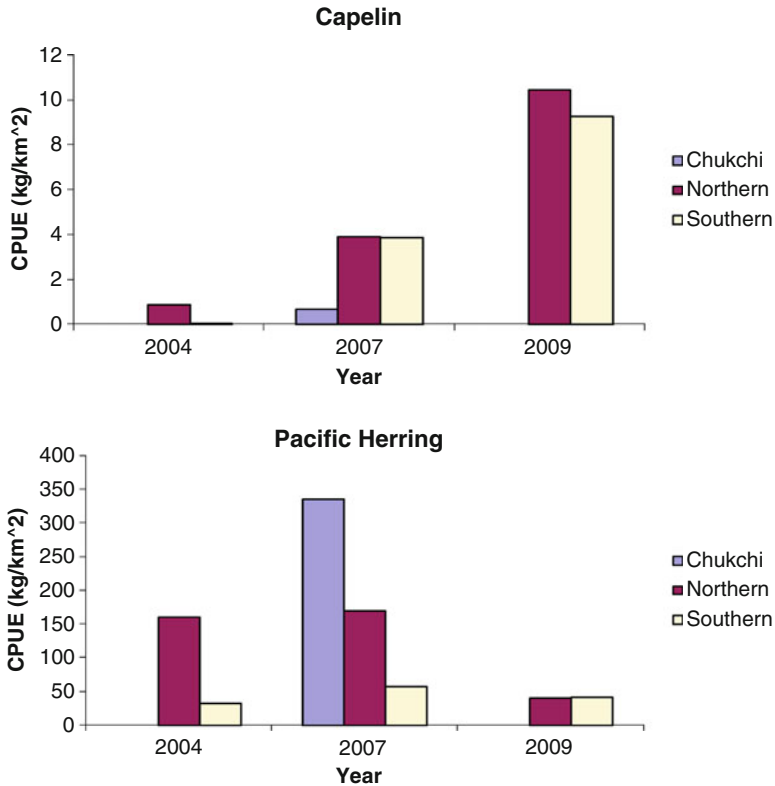 Capelin
12
10
8
6
4
2
0
CPUE (kg/km^2)
2004 2007 2009
Year
Chukchi
Northern
Southern
Pacific Herring
400
350
300
250
200
150
100
50
0
CPUE (kg/km^2)
2004 2007 2009
Year
Chukchi
Northern
Southern